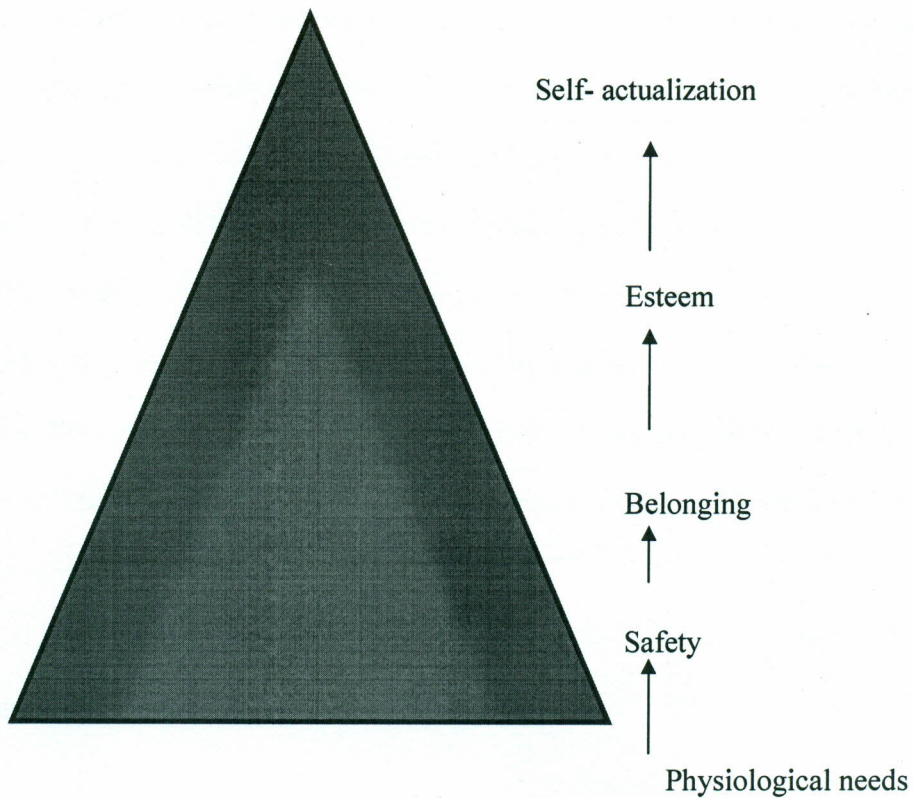 Self- actualization
Esteem
Belonging
Safety
Physiological needs